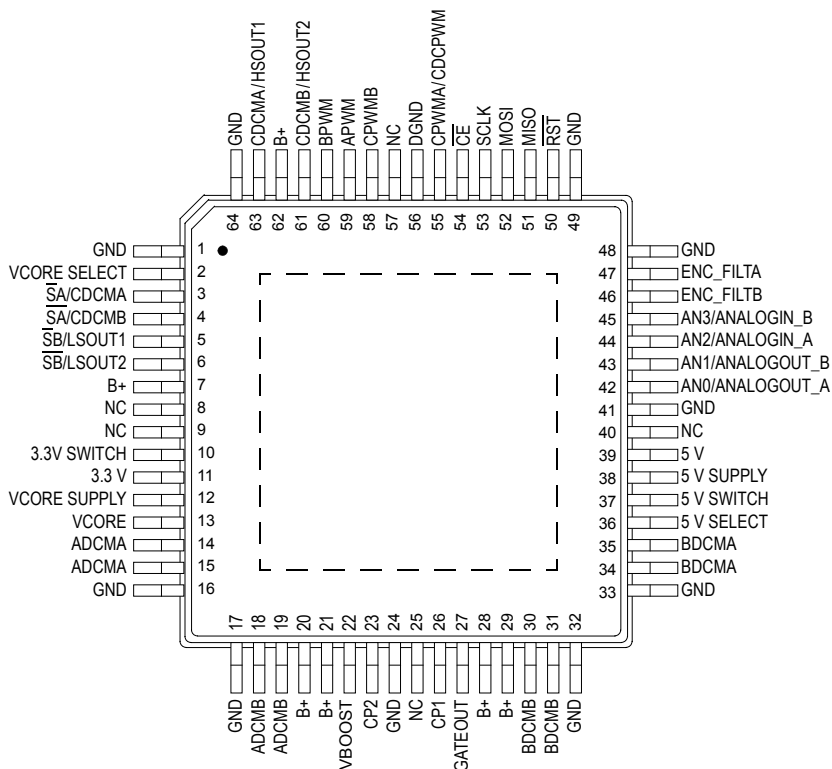 GND
CDCMA/HSOUT1
B+
CDCMB/HSOUT2
BPWM
APWM
CPWMB
NC
DGND
CPWMA/CDCPWM
C̅E̅
SCLK
MOSI
MISO
R̅S̅T̅
GND
64
63
62
61
60
59
58
57
56
55
54
53
52
51
50
49
GND 1
VCORE SELECT 2
S̅A/CDCMA 3
S̅A̅/CDCMB 4
S̅B/LSOUT1 5
S̅B̅/LSOUT2 6
B+ 7
NC 8
NC 9
3.3V SWITCH 10
3.3 V 11
VCORE SUPPLY 12
VCORE 13
ADCMA 14
ADCMA 15
GND 16
48 GND
47 ENC_FILTA
46 ENC_FILTB
45 AN3/ANALOGIN_B
44 AN2/ANALOGIN_A
43 AN1/ANALOGOUT_B
42 AN0/ANALOGOUT_A
41 GND
40 NC
39 5 V
38 5 V SUPPLY
37 5 V SWITCH
36 5 V SELECT
35 BDCMA
34 BDCMA
33 GND
17
18
19
20
21
22
23
24
25
26
27
28
29
30
31
32
GND
ADCMB
ADCMB
B+
B+
VBOOST
CP2
GND
NC
CP1
GATEOUT
B+
B+
BDCMB
BDCMB
GND